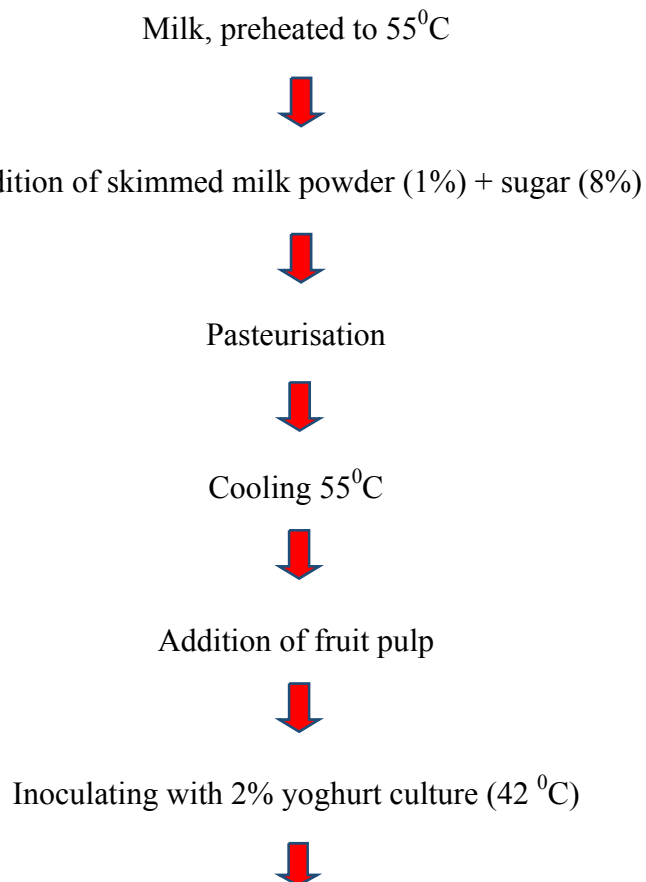 Milk, preheated to 55⁰C
dition of skimmed milk powder (1%) + sugar (8%)
Pasteurisation
Cooling 55⁰C
Addition of fruit pulp
Inoculating with 2% yoghurt culture (42 ⁰C)